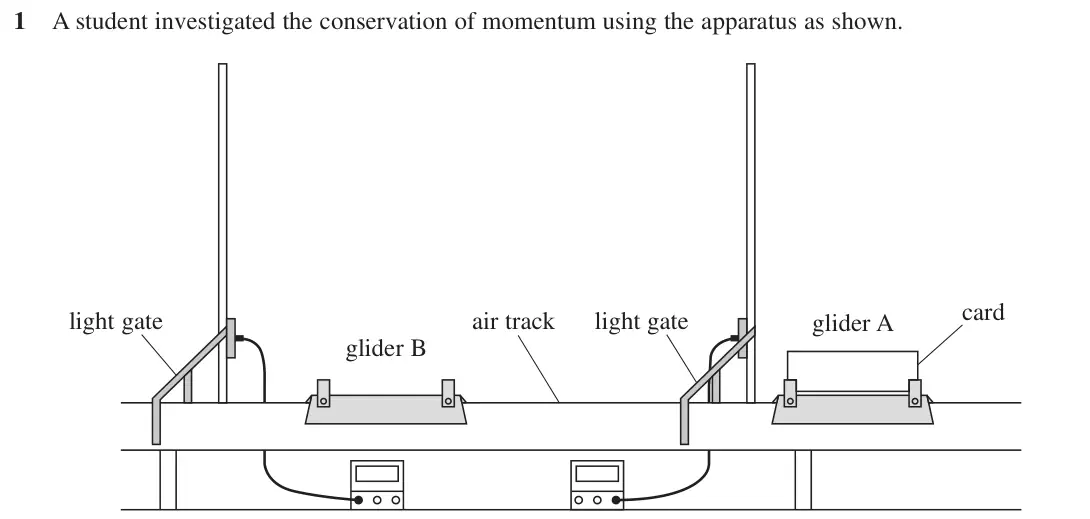 1 A student investigated the conservation of momentum using the apparatus as shown.
light gate
glider B
air track
light gate
glider A
card